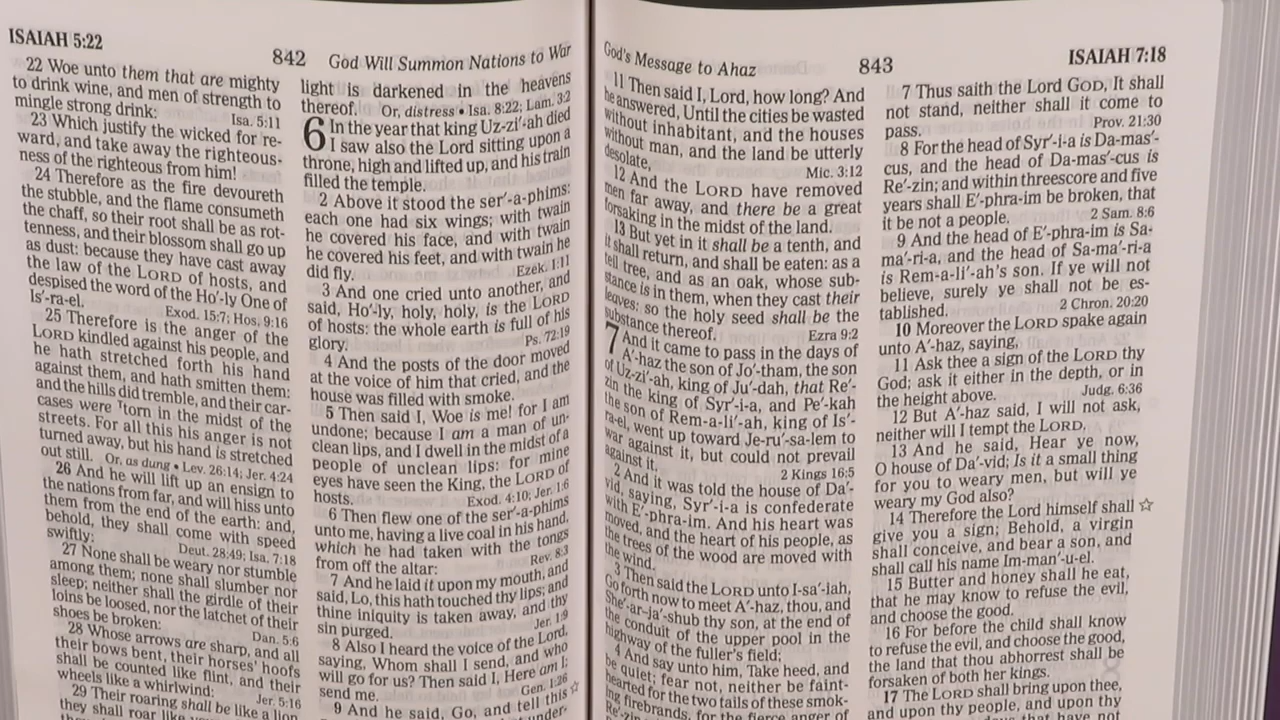 ISAIAH 5:22
842
God Will Summon Nations to War
22 Woe unto them that are mighty
to drink wine, and men of strength to
mingle strong drink:
Isa. 5:11
23 Which justify the wicked for re-
ward, and take away the righteous-
ness of the righteous from him!
24 Therefore as the fire devoureth
the stubble, and the flame consumeth
the chaff, so their root shall be as rot-
tenness, and their blossom shall go up
as dust: because they have cast away
the law of the LORD of hosts, and
despised the word of the Ho′-ly One of
Is′-ra-el.
Exod. 15:7; Hos. 9:16
25 Therefore is the anger of the
LORD kindled against his people, and
he hath stretched forth his hand
against them, and hath smitten them:
and the hills did tremble, and their car-
cases were ᵀtorn in the midst of the
streets. For all this his anger is not
turned away, but his hand is stretched
out still. Or, as dung • Lev. 26:14; Jer. 4:24
26 And he will lift up an ensign to
the nations from far, and will hiss unto
them from the end of the earth: and,
behold, they shall come with speed
swiftly:
Deut. 28:49; Isa. 7:18
27 None shall be weary nor stumble
among them; none shall slumber nor
sleep; neither shall the girdle of their
loins be loosed, nor the latchet of their
shoes be broken:
Dan. 5:6
28 Whose arrows are sharp, and all
their bows bent, their horses' hoofs
shall be counted like flint, and their
wheels like a whirlwind:
Jer. 5:16
29 Their roaring shall be like a lion,
they shall roar like
light is darkened in the heavens
thereof. Or, distress • Isa. 8:22; Lam. 3:2
6 In the year that king Uz-zi′-ah died
I saw also the Lord sitting upon a
throne, high and lifted up, and his train
filled the temple.
2 Above it stood the ser′-a-phims:
each one had six wings; with twain
he covered his face, and with twain
he covered his feet, and with twain he
did fly.
Ezek. 1:11
3 And one cried unto another, and
said, Ho′-ly, holy, holy, is the LORD
of hosts: the whole earth is full of his
glory.
Ps. 72:19
4 And the posts of the door moved
at the voice of him that cried, and the
house was filled with smoke.
5 Then said I, Woe is me! for I am
undone; because I am a man of un-
clean lips, and I dwell in the midst of a
people of unclean lips: for mine
eyes have seen the King, the LORD of
hosts.
Exod. 4:10; Jer. 1:6
6 Then flew one of the ser′-a-phims
unto me, having a live coal in his hand,
which he had taken with the tongs
from off the altar:
Rev. 8:3
7 And he laid it upon my mouth, and
said, Lo, this hath touched thy lips; and
thine iniquity is taken away, and thy
sin purged.
Jer. 1:9
8 Also I heard the voice of the Lord,
saying, Whom shall I send, and who
will go for us? Then said I, Here am I;
send me.
Gen. 1:26
9 And he said, Go, and tell this ☆
under-
God's Message to Ahaz
843
ISAIAH 7:18
11 Then said I, Lord, how long? And
he answered, Until the cities be wasted
without inhabitant, and the houses
without man, and the land be utterly
desolate,
Mic. 3:12
12 And the LORD have removed
men far away, and there be a great
forsaking in the midst of the land.
13 But yet in it shall be a tenth, and
it shall return, and shall be eaten: as a
teil tree, and as an oak, whose sub-
stance is in them, when they cast their
leaves: so the holy seed shall be the
substance thereof.
Ezra 9:2
7 And it came to pass in the days of
A′-haz the son of Jo′-tham, the son
of Uz-zi′-ah, king of Ju′-dah, that Re′-
zin the king of Syr′-i-a, and Pe′-kah
the son of Rem-a-li′-ah, king of Is′-
ra-el, went up toward Je-ru′-sa-lem to
war against it, but could not prevail
against it.
2 Kings 16:5
2 And it was told the house of Da′-
vid, saying, Syr′-i-a is confederate
with E′-phra-im. And his heart was
moved, and the heart of his people, as
the trees of the wood are moved with
the wind.
3 Then said the LORD unto I-sa′-iah,
Go forth now to meet A′-haz, thou, and
She′-ar-ja′-shub thy son, at the end of
the conduit of the upper pool in the
highway of the fuller's field;
4 And say unto him, Take heed, and
be quiet; fear not, neither be faint-
hearted for the two tails of these smok-
ing firebrands, for the fierce anger of
Re′-zin
7 Thus saith the Lord GOD, It shall
not stand, neither shall it come to
pass.
Prov. 21:30
8 For the head of Syr′-i-a is Da-mas′-
cus, and the head of Da-mas′-cus is
Re′-zin; and within threescore and five
years shall E′-phra-im be broken, that
it be not a people.
2 Sam. 8:6
9 And the head of E′-phra-im is Sa-
ma′-ri-a, and the head of Sa-ma′-ri-a
is Rem-a-li′-ah's son. If ye will not
believe, surely ye shall not be es-
tablished.
2 Chron. 20:20
10 Moreover the LORD spake again
unto A′-haz, saying,
11 Ask thee a sign of the LORD thy
God; ask it either in the depth, or in
the height above.
Judg. 6:36
12 But A′-haz said, I will not ask,
neither will I tempt the LORD.
13 And he said, Hear ye now,
O house of Da′-vid; Is it a small thing
for you to weary men, but will ye
weary my God also?
14 Therefore the Lord himself shall ☆
give you a sign; Behold, a virgin
shall conceive, and bear a son, and
shall call his name Im-man′-u-el.
15 Butter and honey shall he eat,
that he may know to refuse the evil,
and choose the good.
16 For before the child shall know
to refuse the evil, and choose the good,
the land that thou abhorrest shall be
forsaken of both her kings.
17 The LORD shall bring upon thee,
and upon thy people, and upon thy
days that have not